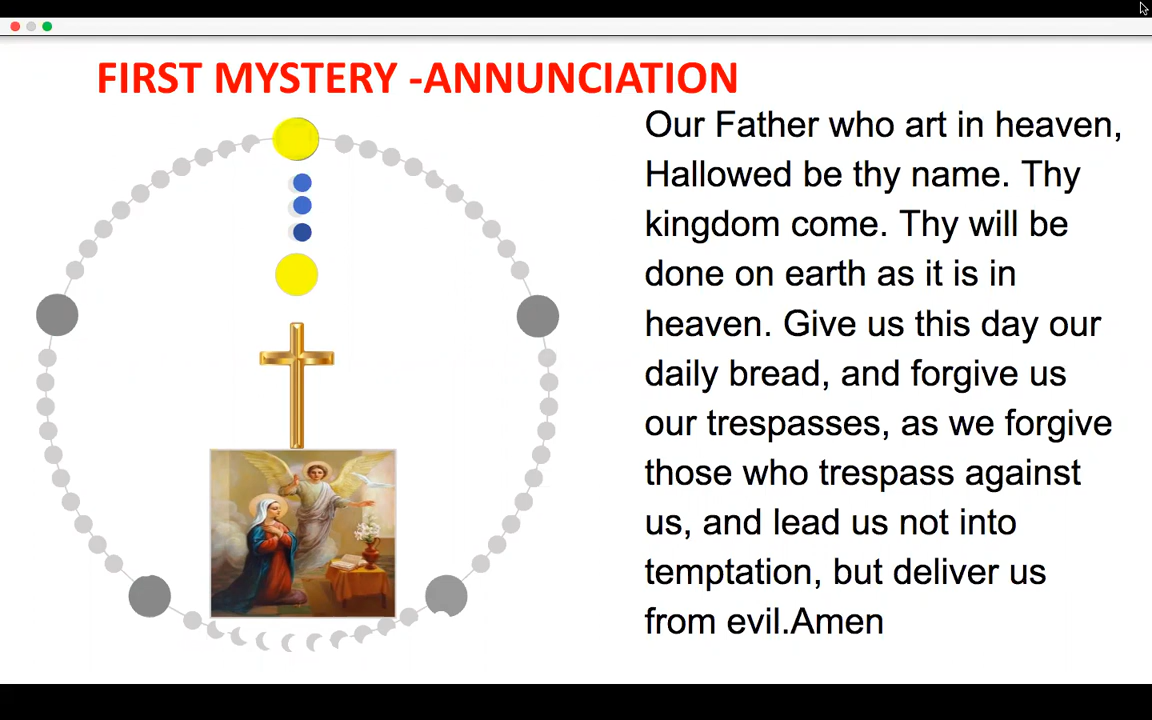 FIRST MYSTERY -ANNUNCIATION
Our Father who art in heaven,
Hallowed be thy name. Thy
kingdom come. Thy will be
done on earth as it is in
heaven. Give us this day our
daily bread, and forgive us
our trespasses, as we forgive
those who trespass against
us, and lead us not into
temptation, but deliver us
from evil.Amen